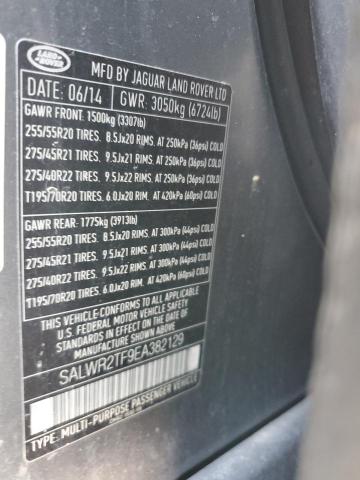 LAND ROVER
MFD BY JAGUAR LAND ROVER LTD
DATE: 06/14 GWR: 3050kg (6724lb)
GAWR FRONT: 1500kg (3307lb)
255/55R20 TIRES. 8.5Jx20 RIMS. AT 250kPA (36psi) COLD
275/45R21 TIRES. 9.5Jx21 RIMS. AT 250kPA (36psi) COLD
275/40R22 TIRES. 9.5Jx22 RIMS. AT 250kPA (36psi) COLD
T195/70R20 TIRES. 6.0Jx20 RIM. AT 420kPA (60psi) COLD
GAWR REAR: 1775kg (3913lb)
255/55R20 TIRES. 8.5Jx20 RIMS. AT 300kPA (44psi) COLD
275/45R21 TIRES. 9.5Jx21 RIMS. AT 300kPA (44psi) COLD
275/40R22 TIRES. 9.5Jx22 RIMS. AT 300kPA (44psi) COLD
T195/70R20 TIRES. 6.0Jx20 RIM. AT 420kPA (60psi) COLD
THIS VEHICLE CONFORMS TO ALL APPLICABLE
U.S. FEDERAL MOTOR VEHICLE SAFETY
STANDARDS IN EFFECT ON THE DATE OF
MANUFACTURE SHOWN ABOVE
SALWR2TF9EA382129
TYPE: MULTI-PURPOSE PASSENGER VEHICLE